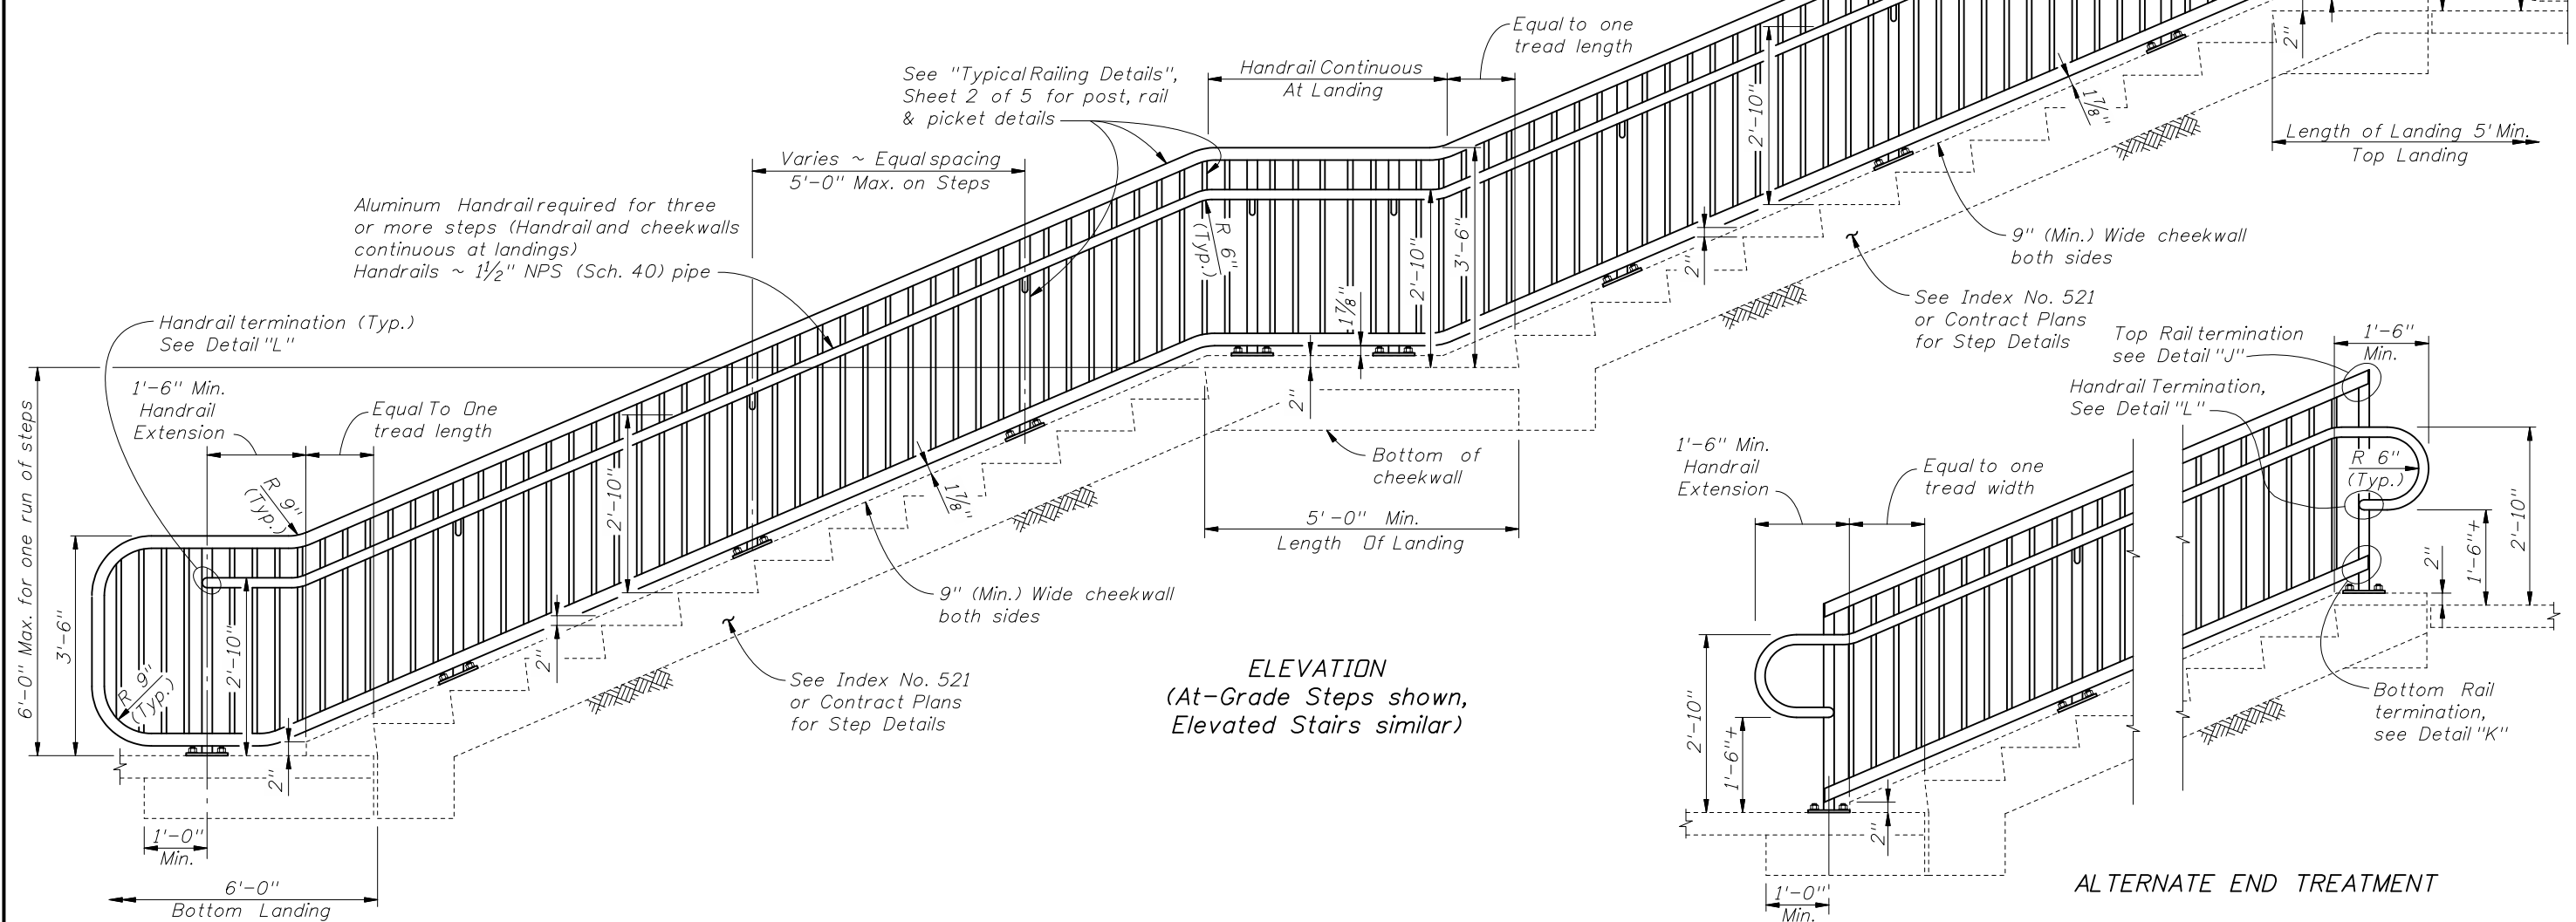 Equal to one
tread length
2"
See "Typical Railing Details",
Sheet 2 of 5 for post, rail
& picket details
Handrail Continuous
At Landing
2'-10"
1⅞"
Length of Landing 5' Min.
Top Landing
Varies ~ Equal spacing
5'-0" Max. on Steps
Aluminum Handrail required for three
or more steps (Handrail and cheekwalls
continuous at landings)
Handrails ~ 1½" NPS (Sch. 40) pipe
R 6"
(Typ.)
2'-10"
3'-6"
1⅞"
2"
2"
9" (Min.) Wide cheekwall
both sides
See Index No. 521
or Contract Plans
for Step Details
Handrail termination (Typ.)
See Detail "L"
6'-0" Max. for one run of steps
1'-6" Min.
Handrail
Extension
Equal To One
tread length
R 9"
(Typ.)
2'-10"
1⅞"
Bottom of
cheekwall
5'-0" Min.
Length Of Landing
9" (Min.) Wide cheekwall
both sides
3'-6"
2'-10"
R 9"
(Typ.)
2"
2"
See Index No. 521
or Contract Plans
for Step Details
1'-0"
Min.
6'-0"
Bottom Landing
ELEVATION
(At-Grade Steps shown,
Elevated Stairs similar)
Top Rail termination
see Detail "J"
1'-6"
Min.
Handrail Termination,
See Detail "L"
1'-6" Min.
Handrail
Extension
Equal to one
tread width
R 6"
(Typ.)
2"
1'-6"+
2'-10"
2'-10"
1'-6"+
2"
Bottom Rail
termination,
see Detail "K"
1'-0"
Min.
ALTERNATE END TREATMENT